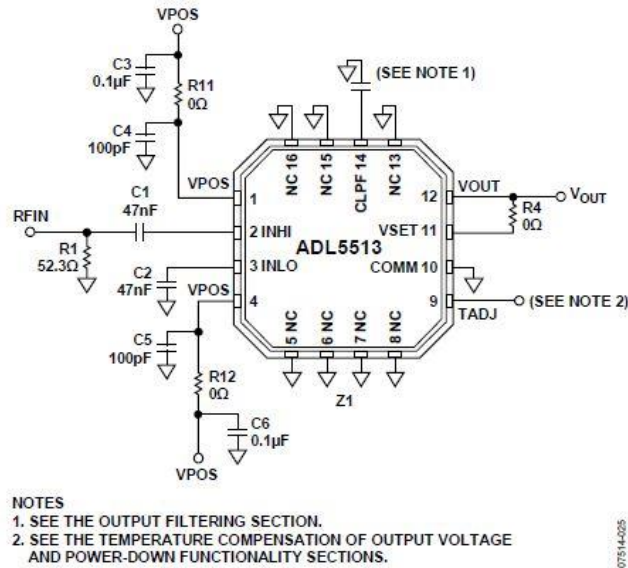 VPOS
C3
0.1µF
R11
0Ω
C4
100pF
VPOS
(SEE NOTE 1)
NC 16
NC 15
CLPF 14
NC 13
C1
47nF
RFIN
R1
52.3Ω
C2
47nF
VPOS
1
2 INHI
3 INLO
4
ADL5513
12
VOUT
VOUT
VSET 11
R4
0Ω
COMM 10
9
TADJ
(SEE NOTE 2)
5 NC
6 NC
7 NC
8 NC
Z1
C5
100pF
R12
0Ω
C6
0.1µF
VPOS
NOTES
1. SEE THE OUTPUT FILTERING SECTION.
2. SEE THE TEMPERATURE COMPENSATION OF OUTPUT VOLTAGE
AND POWER-DOWN FUNCTIONALITY SECTIONS.
07514-025